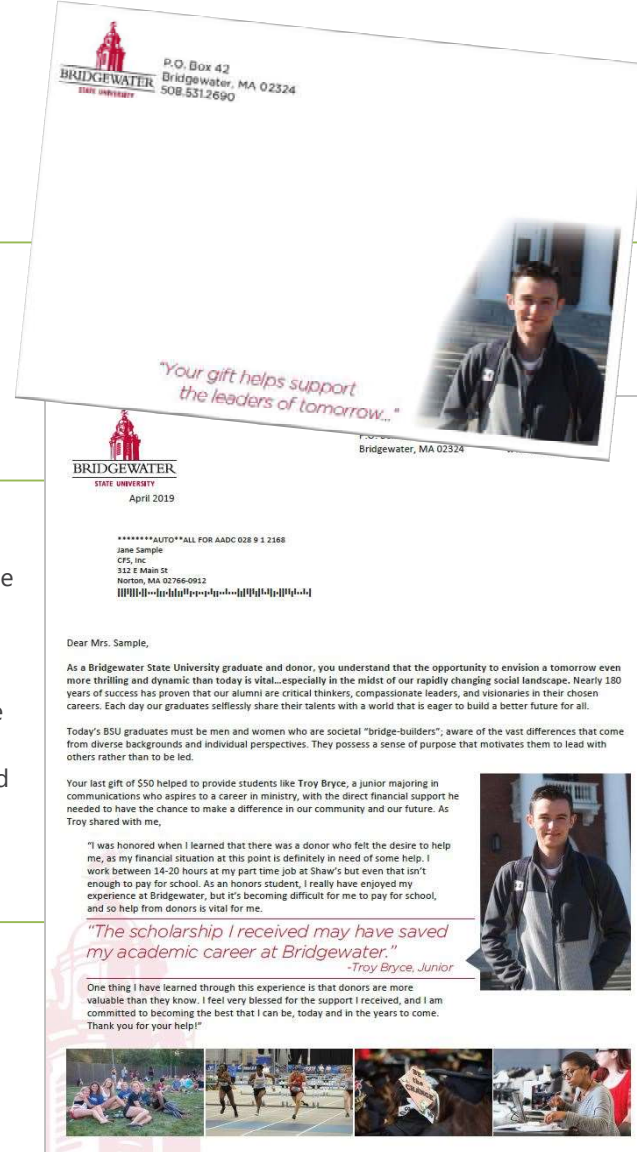 BRIDGEWATER
STATE UNIVERSITY
P.O. Box 42
Bridgewater, MA 02324
508.531.2690
"Your gift helps support
the leaders of tomorrow..."
BRIDGEWATER
STATE UNIVERSITY
Bridgewater, MA 02324
April 2019
********AUTO**ALL FOR AADC 028 9 1 2168
Jane Sample
CFS, Inc
312 E Main St
Norton, MA 02766-0912
Dear Mrs. Sample,
As a Bridgewater State University graduate and donor, you understand that the opportunity to envision a tomorrow even
more thrilling and dynamic than today is vital...especially in the midst of our rapidly changing social landscape. Nearly 180
years of success has proven that our alumni are critical thinkers, compassionate leaders, and visionaries in their chosen
careers. Each day our graduates selflessly share their talents with a world that is eager to build a better future for all.
Today's BSU graduates must be men and women who are societal "bridge-builders"; aware of the vast differences that come
from diverse backgrounds and individual perspectives. They possess a sense of purpose that motivates them to lead with
others rather than to be led.
Your last gift of $50 helped to provide students like Troy Bryce, a junior majoring in
communications who aspires to a career in ministry, with the direct financial support he
needed to have the chance to make a difference in our community and our future. As
Troy shared with me,
"I was honored when I learned that there was a donor who felt the desire to help
me, as my financial situation at this point is definitely in need of some help. I
work between 14-20 hours at my part time job at Shaw's but even that isn't
enough to pay for school. As an honors student, I really have enjoyed my
experience at Bridgewater, but it's becoming difficult for me to pay for school,
and so help from donors is vital for me.
"The scholarship I received may have saved
my academic career at Bridgewater."
-Troy Bryce, Junior
One thing I have learned through this experience is that donors are more
valuable than they know. I feel very blessed for the support I received, and I am
committed to becoming the best that I can be, today and in the years to come.
Thank you for your help!"
BE
the
CHANGE